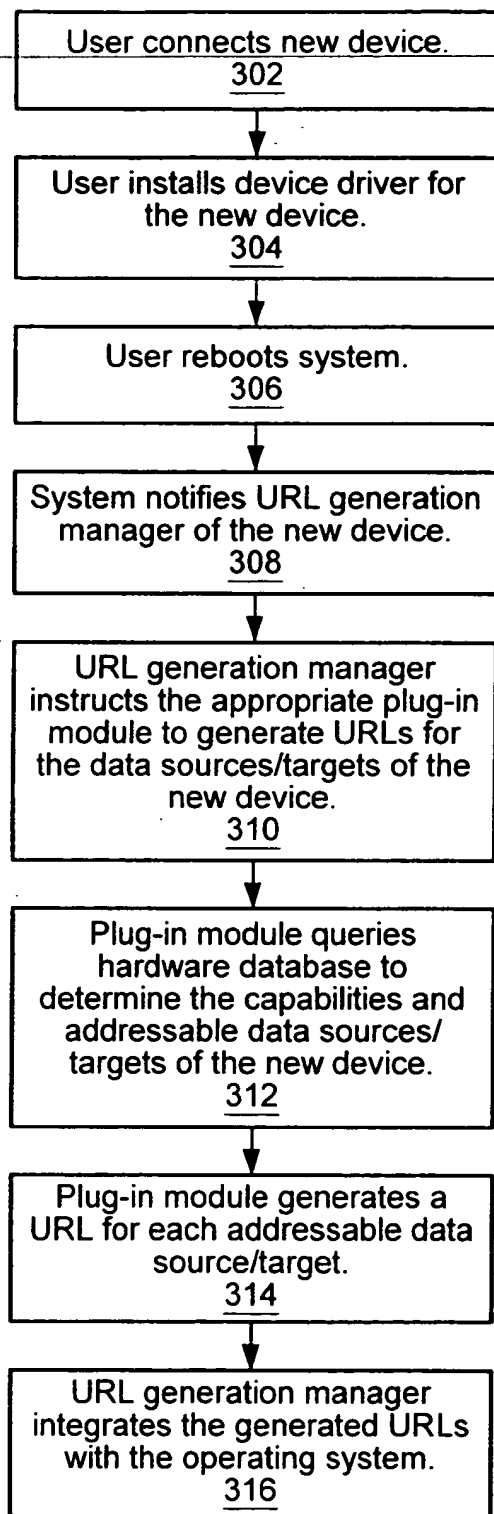 User connects new device.
302
User installs device driver for
the new device.
304
User reboots system.
306
System notifies URL generation
manager of the new device.
308
URL generation manager
instructs the appropriate plug-in
module to generate URLs for
the data sources/targets of the
new device.
310
Plug-in module queries
hardware database to
determine the capabilities and
addressable data sources/
targets of the new device.
312
Plug-in module generates a
URL for each addressable data
source/target.
314
URL generation manager
integrates the generated URLs
with the operating system.
316